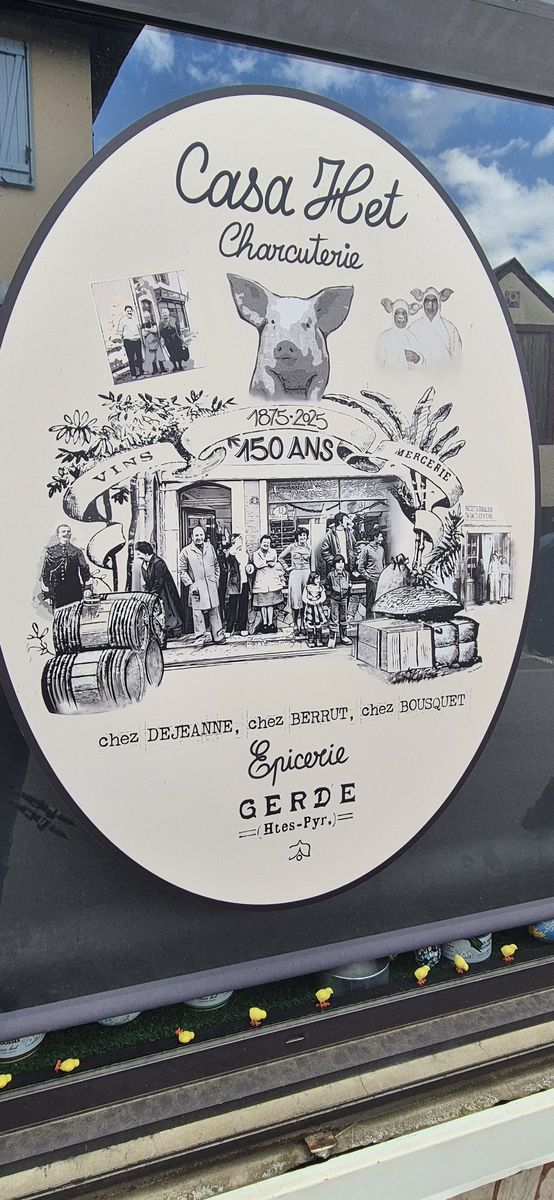 Casa Het
Charcuterie
1875-2025
150 ANS
VINS
MERCERIE
chez DEJEANNE, chez BERRUT, chez BOUSQUET
Epicerie
GERDE
(Htes-Pyr.)